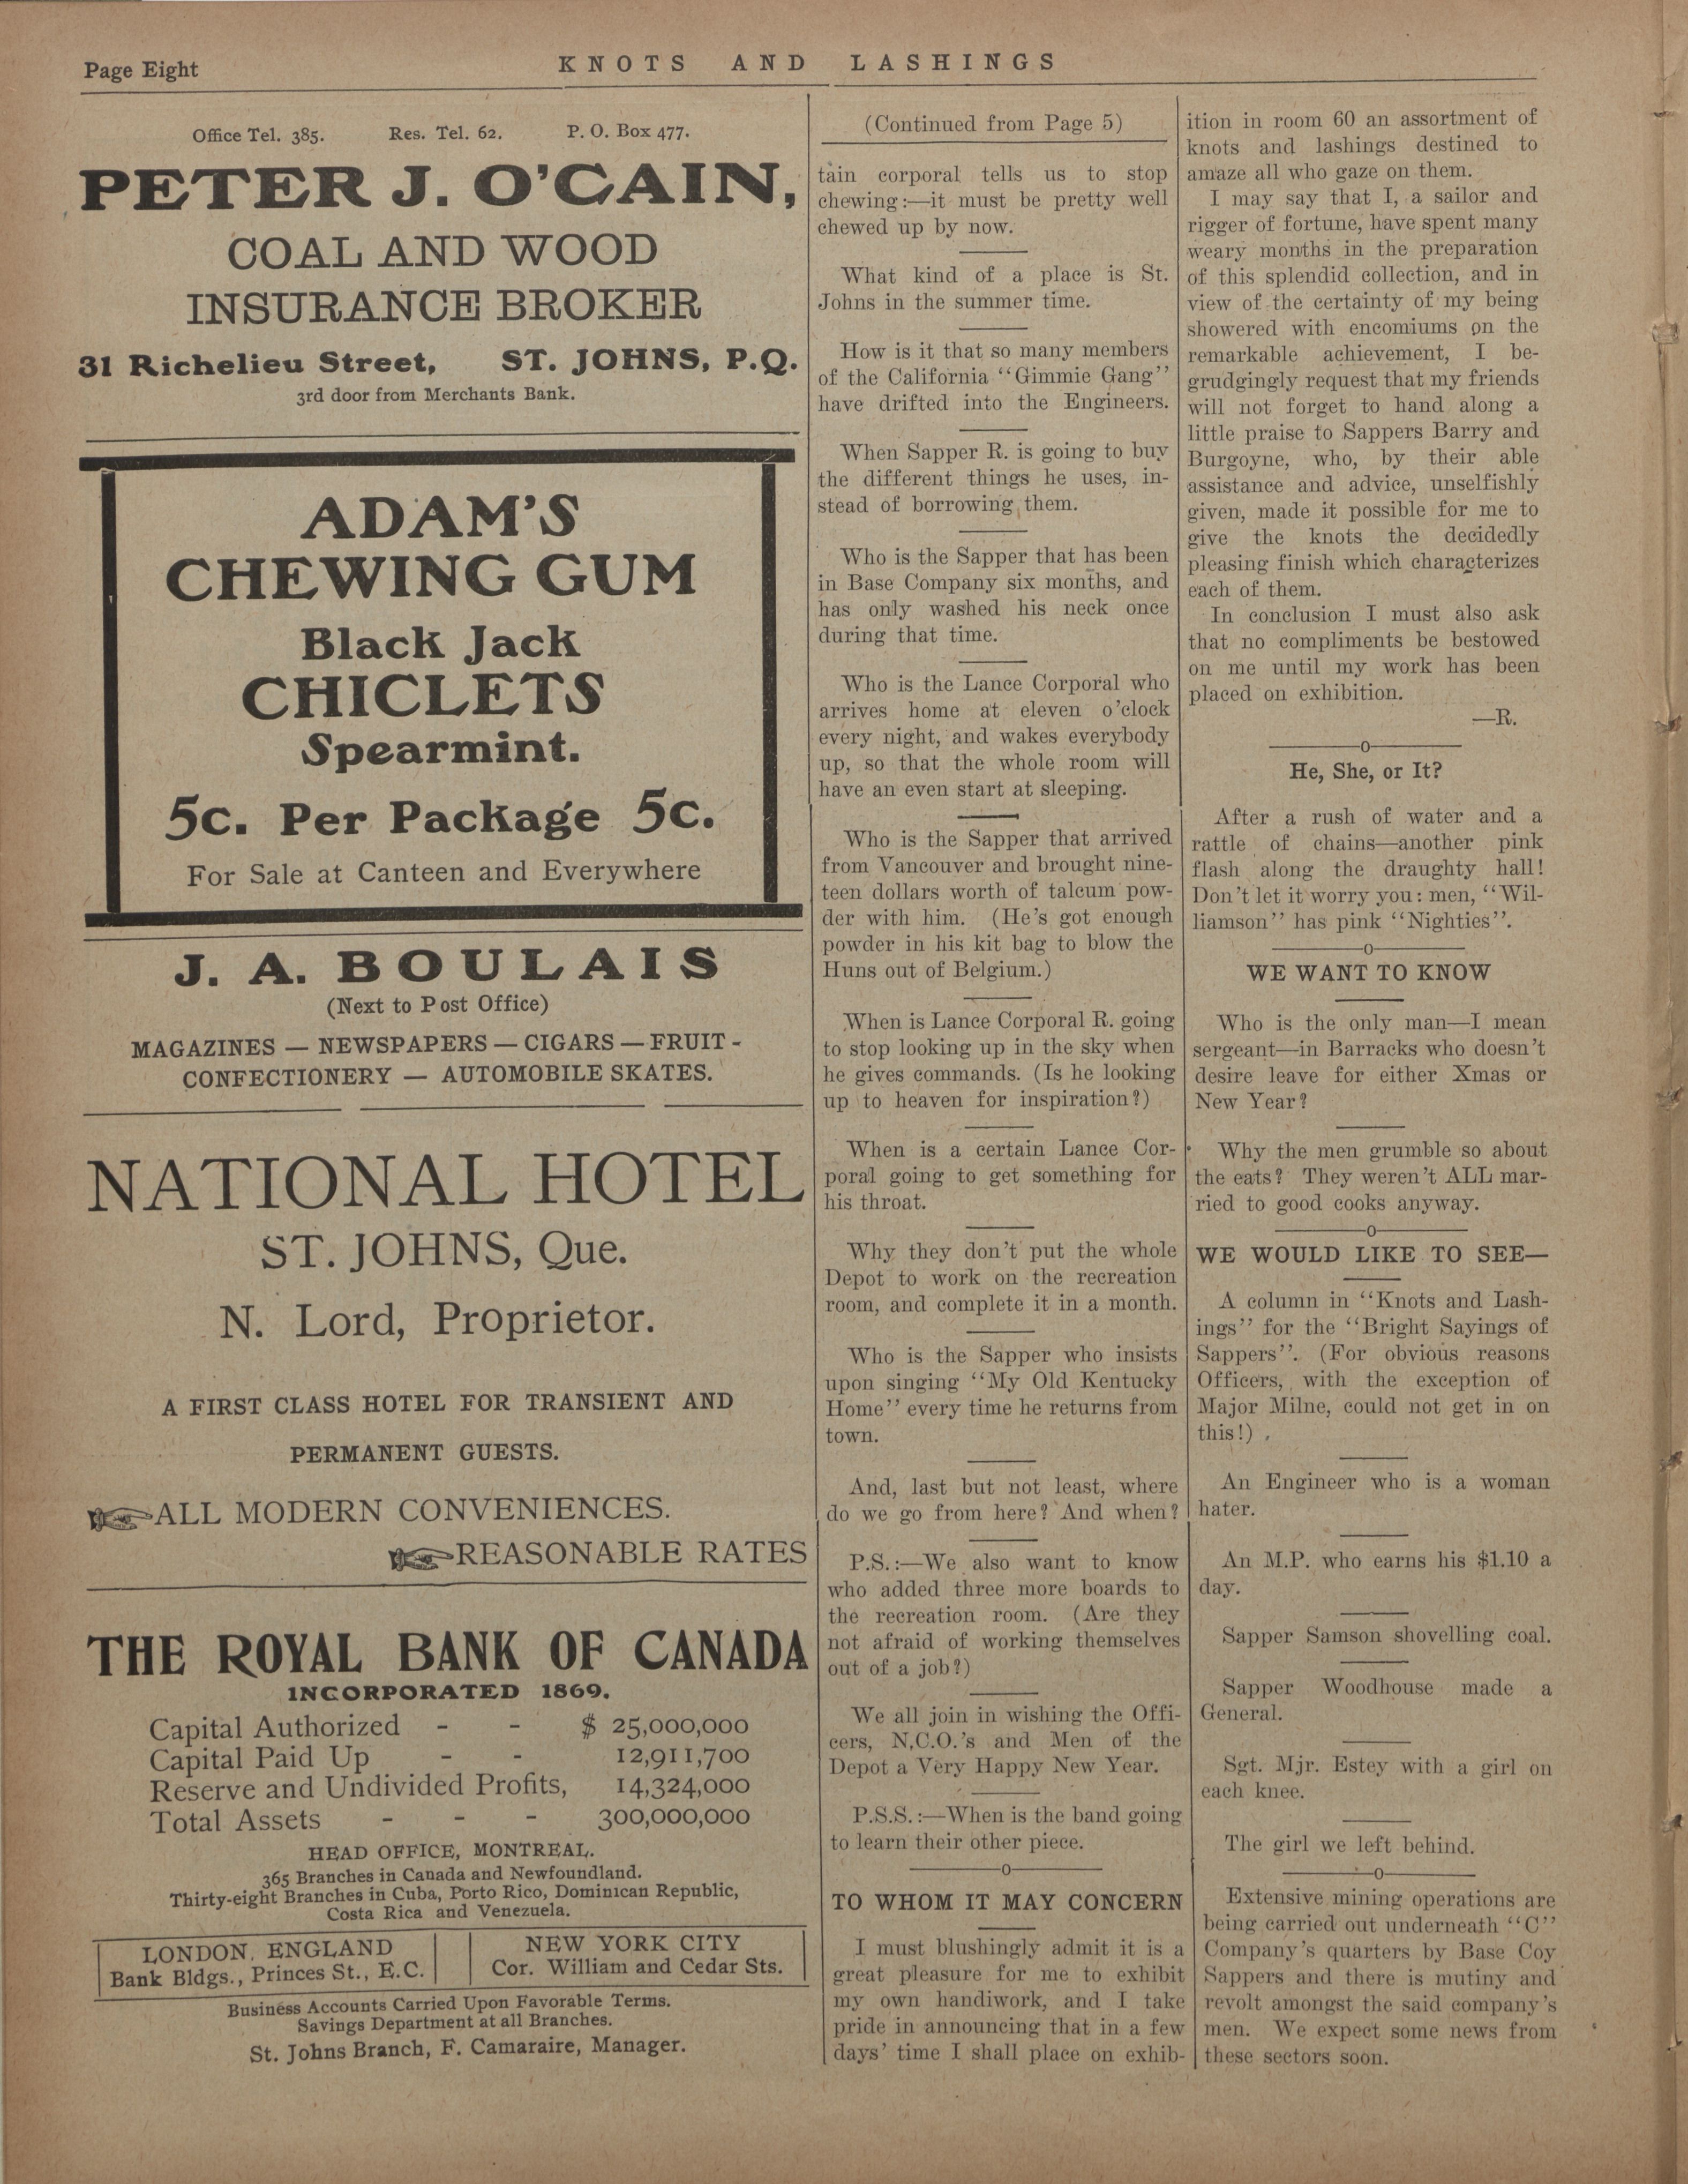 Page Eight
KNOTS AND LASHINGS
Office Tel. 385. Res. Tel. 62. P. O. Box 477.
PETER J. O'CAIN,
COAL AND WOOD
INSURANCE BROKER
31 Richelieu Street, ST. JOHNS, P.Q.
3rd door from Merchants Bank.
ADAM'S
CHEWING GUM
Black Jack
CHICLETS
Spearmint.
5c. Per Package 5c.
For Sale at Canteen and Everywhere
J. A. BOULAIS
(Next to Post Office)
MAGAZINES — NEWSPAPERS — CIGARS — FRUIT -
CONFECTIONERY — AUTOMOBILE SKATES.
NATIONAL HOTEL
ST. JOHNS, Que.
N. Lord, Proprietor.
A FIRST CLASS HOTEL FOR TRANSIENT AND
PERMANENT GUESTS.
ALL MODERN CONVENIENCES.
REASONABLE RATES
THE ROYAL BANK OF CANADA
INCORPORATED 1869.
Capital Authorized - - $ 25,000,000
Capital Paid Up - - 12,911,700
Reserve and Undivided Profits, 14,324,000
Total Assets - - - 300,000,000
HEAD OFFICE, MONTREAL.
365 Branches in Canada and Newfoundland.
Thirty-eight Branches in Cuba, Porto Rico, Dominican Republic,
Costa Rica and Venezuela.
LONDON, ENGLAND
Bank Bldgs., Princes St., E.C.
NEW YORK CITY
Cor. William and Cedar Sts.
Business Accounts Carried Upon Favorable Terms.
Savings Department at all Branches.
St. Johns Branch, F. Camaraire, Manager.
(Continued from Page 5)
tain corporal tells us to stop
chewing:—it must be pretty well
chewed up by now.
What kind of a place is St.
Johns in the summer time.
How is it that so many members
of the California "Gimmie Gang"
have drifted into the Engineers.
When Sapper R. is going to buy
the different things he uses, in-
stead of borrowing them.
Who is the Sapper that has been
in Base Company six months, and
has only washed his neck once
during that time.
Who is the Lance Corporal who
arrives home at eleven o'clock
every night, and wakes everybody
up, so that the whole room will
have an even start at sleeping.
Who is the Sapper that arrived
from Vancouver and brought nine-
teen dollars worth of talcum pow-
der with him. (He's got enough
powder in his kit bag to blow the
Huns out of Belgium.)
When is Lance Corporal R. going
to stop looking up in the sky when
he gives commands. (Is he looking
up to heaven for inspiration?)
When is a certain Lance Cor-
poral going to get something for
his throat.
Why they don't put the whole
Depot to work on the recreation
room, and complete it in a month.
Who is the Sapper who insists
upon singing "My Old Kentucky
Home" every time he returns from
town.
And, last but not least, where
do we go from here? And when?
P.S.:—We also want to know
who added three more boards to
the recreation room. (Are they
not afraid of working themselves
out of a job?)
We all join in wishing the Offi-
cers, N.C.O.'s and Men of the
Depot a Very Happy New Year.
P.S.S.:—When is the band going
to learn their other piece.
TO WHOM IT MAY CONCERN
I must blushingly admit it is a
great pleasure for me to exhibit
my own handiwork, and I take
pride in announcing that in a few
days' time I shall place on exhib-
ition in room 60 an assortment of
knots and lashings destined to
amaze all who gaze on them.
I may say that I, a sailor and
rigger of fortune, have spent many
weary months in the preparation
of this splendid collection, and in
view of the certainty of my being
showered with encomiums on the
remarkable achievement, I be-
grudgingly request that my friends
will not forget to hand along a
little praise to Sappers Barry and
Burgoyne, who, by their able
assistance and advice, unselfishly
given, made it possible for me to
give the knots the decidedly
pleasing finish which characterizes
each of them.
In conclusion I must also ask
that no compliments be bestowed
on me until my work has been
placed on exhibition.
—R.
He, She, or It?
After a rush of water and a
rattle of chains—another pink
flash along the draughty hall!
Don't let it worry you: men, "Wil-
liamson" has pink "Nighties".
WE WANT TO KNOW
Who is the only man—I mean
sergeant—in Barracks who doesn't
desire leave for either Xmas or
New Year?
Why the men grumble so about
the eats? They weren't ALL mar-
ried to good cooks anyway.
WE WOULD LIKE TO SEE—
A column in "Knots and Lash-
ings" for the "Bright Sayings of
Sappers". (For obvious reasons
Officers, with the exception of
Major Milne, could not get in on
this!)
An Engineer who is a woman
hater.
An M.P. who earns his $1.10 a
day.
Sapper Samson shovelling coal.
Sapper Woodhouse made a
General.
Sgt. Mjr. Estey with a girl on
each knee.
The girl we left behind.
Extensive mining operations are
being carried out underneath "C"
Company's quarters by Base Coy
Sappers and there is mutiny and
revolt amongst the said company's
men. We expect some news from
these sectors soon.